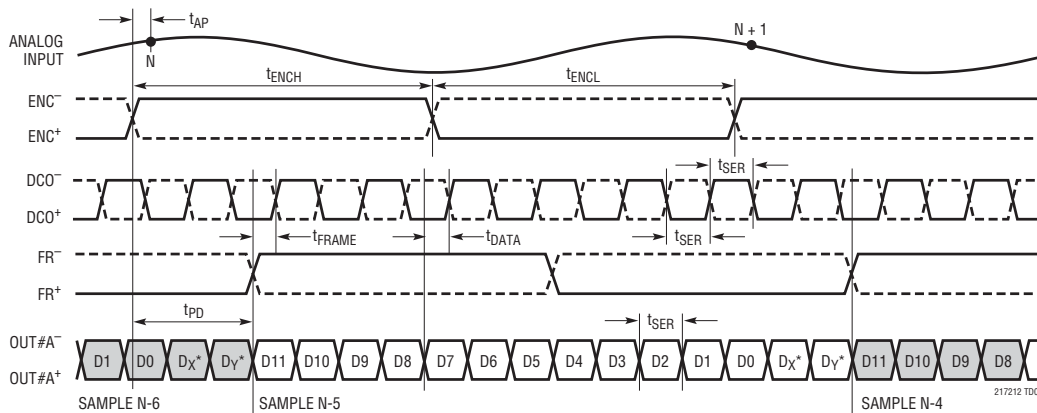 tAP
ANALOG
INPUT
N
N + 1
tENCH
tENCL
ENC–
ENC+
tSER
DCO–
DCO+
tFRAME
tDATA
tSER
FR–
FR+
tPD
tSER
OUT#A–
OUT#A+
D1 D0 DX* DY* D11 D10 D9 D8 D7 D6 D5 D4 D3 D2 D1 D0 DX* DY* D11 D10 D9 D8
SAMPLE N-6
SAMPLE N-5
SAMPLE N-4